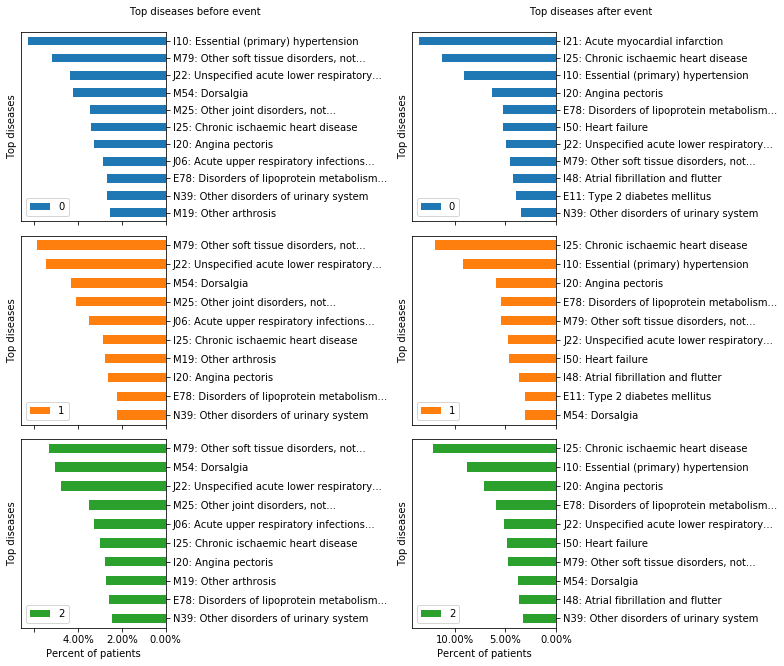 Top diseases before event
Top diseases
I10: Essential (primary) hypertension
M79: Other soft tissue disorders, not...
J22: Unspecified acute lower respiratory...
M54: Dorsalgia
M25: Other joint disorders, not...
I25: Chronic ischaemic heart disease
I20: Angina pectoris
J06: Acute upper respiratory infections...
E78: Disorders of lipoprotein metabolism...
N39: Other disorders of urinary system
M19: Other arthrosis
0
Top diseases after event
Top diseases
I21: Acute myocardial infarction
I25: Chronic ischaemic heart disease
I10: Essential (primary) hypertension
I20: Angina pectoris
E78: Disorders of lipoprotein metabolism...
I50: Heart failure
J22: Unspecified acute lower respiratory...
M79: Other soft tissue disorders, not...
I48: Atrial fibrillation and flutter
E11: Type 2 diabetes mellitus
N39: Other disorders of urinary system
0
Top diseases
M79: Other soft tissue disorders, not...
J22: Unspecified acute lower respiratory...
M54: Dorsalgia
M25: Other joint disorders, not...
J06: Acute upper respiratory infections...
I25: Chronic ischaemic heart disease
M19: Other arthrosis
I20: Angina pectoris
E78: Disorders of lipoprotein metabolism...
N39: Other disorders of urinary system
1
Top diseases
I25: Chronic ischaemic heart disease
I10: Essential (primary) hypertension
I20: Angina pectoris
E78: Disorders of lipoprotein metabolism...
M79: Other soft tissue disorders, not...
J22: Unspecified acute lower respiratory...
I50: Heart failure
I48: Atrial fibrillation and flutter
E11: Type 2 diabetes mellitus
M54: Dorsalgia
1
Top diseases
M79: Other soft tissue disorders, not...
M54: Dorsalgia
J22: Unspecified acute lower respiratory...
M25: Other joint disorders, not...
J06: Acute upper respiratory infections...
I25: Chronic ischaemic heart disease
I20: Angina pectoris
M19: Other arthrosis
E78: Disorders of lipoprotein metabolism...
N39: Other disorders of urinary system
2
4.00% 2.00% 0.00%
Percent of patients
Top diseases
I25: Chronic ischaemic heart disease
I10: Essential (primary) hypertension
I20: Angina pectoris
E78: Disorders of lipoprotein metabolism...
J22: Unspecified acute lower respiratory...
I50: Heart failure
M79: Other soft tissue disorders, not...
M54: Dorsalgia
I48: Atrial fibrillation and flutter
N39: Other disorders of urinary system
2
10.00% 5.00% 0.00%
Percent of patients